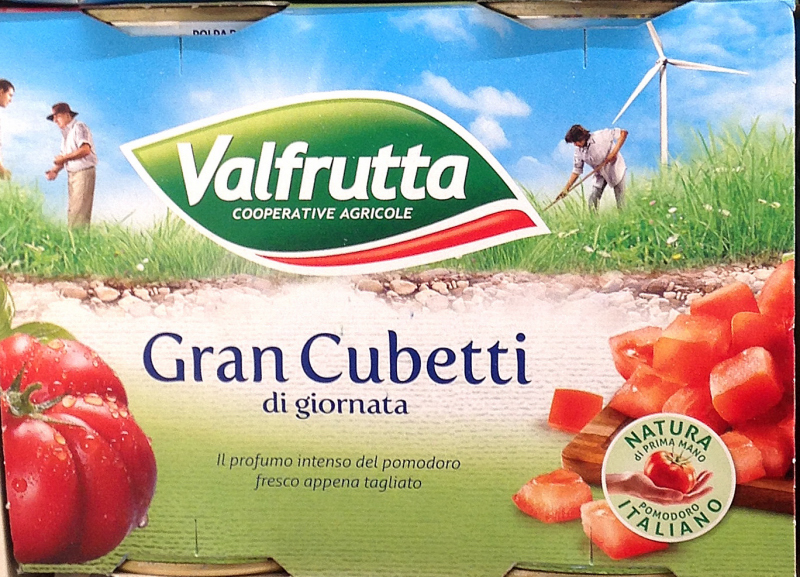 Valfrutta
COOPERATIVE AGRICOLE
Gran Cubetti
di giornata
Il profumo intenso del pomodoro
fresco appena tagliato
NATURA
di PRIMA MANO
POMODORO
ITALIANO